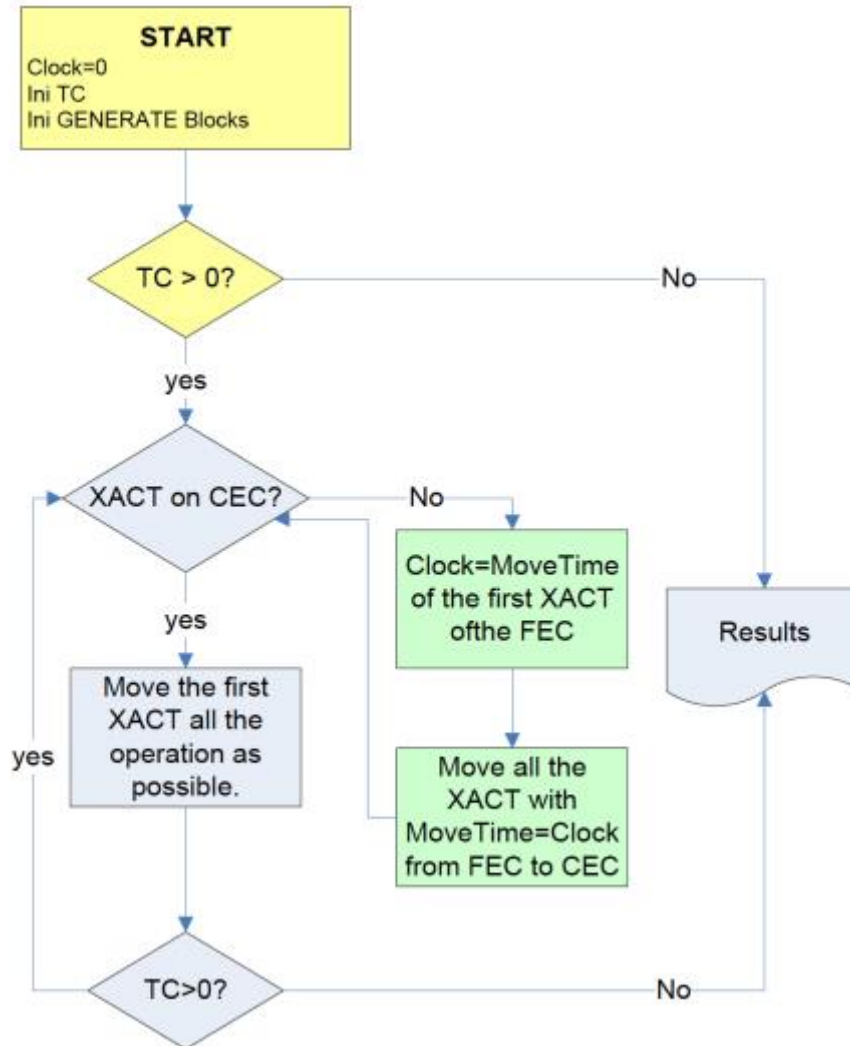 START
Clock=0
Ini TC
Ini GENERATE Blocks
TC > 0?
No
yes
XACT on CEC?
No
Clock=MoveTime
of the first XACT
ofthe FEC
Results
yes
Move the first
XACT all the
operation as
possible.
yes
Move all the
XACT with
MoveTime=Clock
from FEC to CEC
TC>0?
No